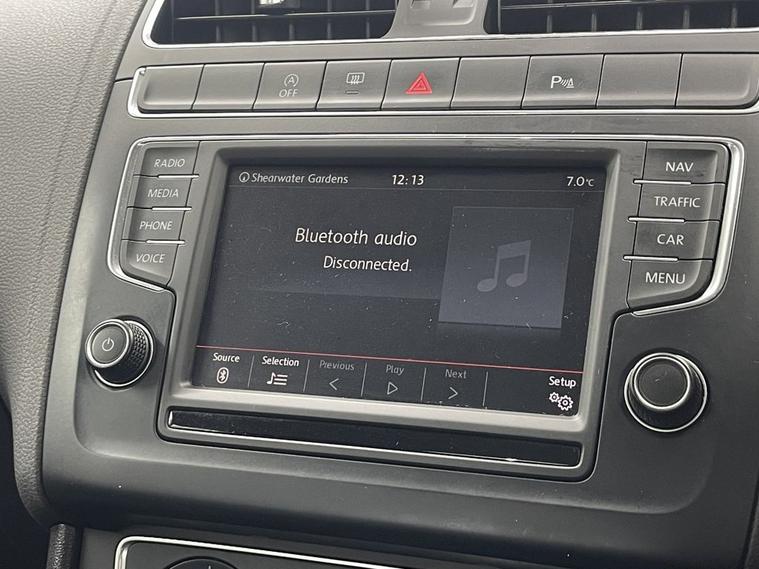 OFF
P
RADIO
MEDIA
PHONE
VOICE
Shearwater Gardens 12:13 7.0°C
Bluetooth audio
Disconnected.
Source Selection Previous Play Next Setup
NAV
TRAFFIC
CAR
MENU